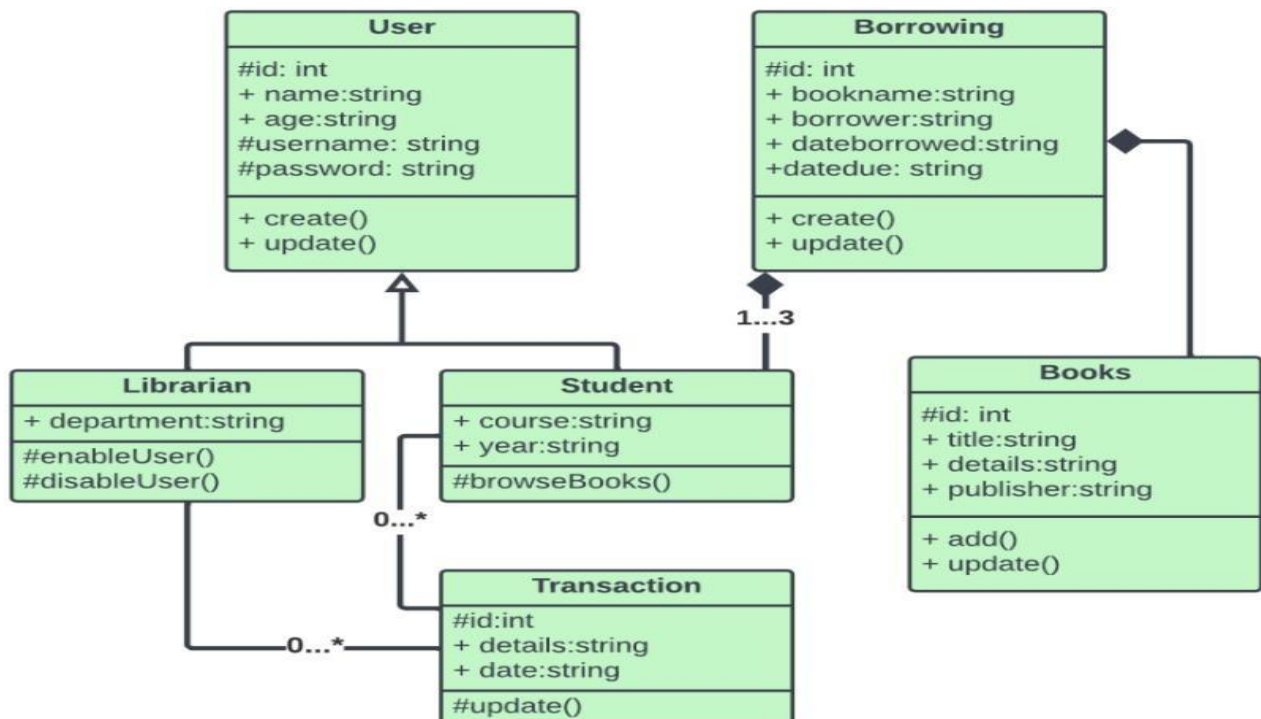 User
#id: int
+ name:string
+ age:string
#username: string
#password: string
+ create()
+ update()
Borrowing
#id: int
+ bookname:string
+ borrower:string
+ dateborrowed:string
+datedue: string
+ create()
+ update()
1...3
Librarian
+ department:string
#enableUser()
#disableUser()
Student
+ course:string
+ year:string
#browseBooks()
Books
#id: int
+ title:string
+ details:string
+ publisher:string
+ add()
+ update()
0...*
0...*
Transaction
#id:int
+ details:string
+ date:string
#update()